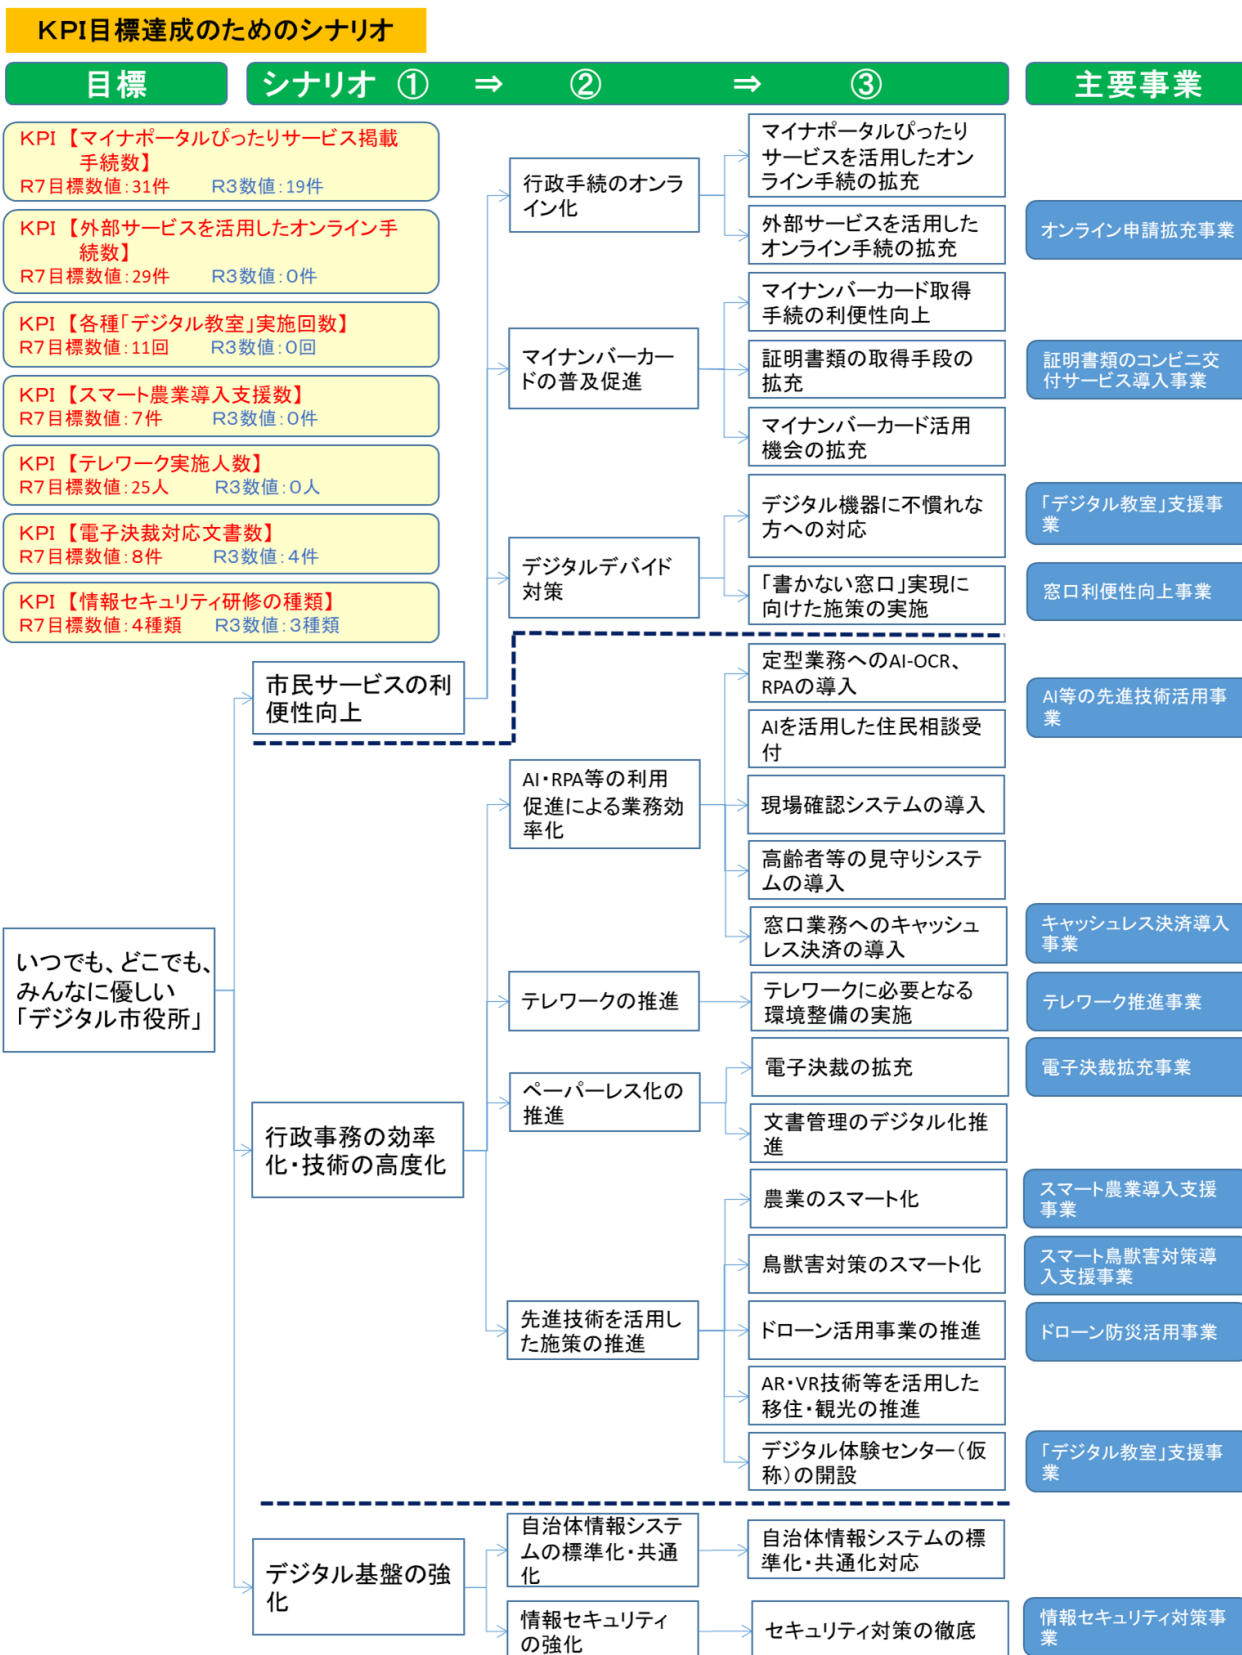 KPI目標達成のためのシナリオ
目標
シナリオ ① ⇒ ② ⇒ ③
主要事業
KPI【マイナポータルぴったりサービス掲載
手続数】
R7目標数値:31件 R3数値:19件
KPI【外部サービスを活用したオンライン手
続数】
R7目標数値:29件 R3数値:0件
KPI【各種「デジタル教室」実施回数】
R7目標数値:11回 R3数値:0回
KPI【スマート農業導入支援数】
R7目標数値:7件 R3数値:0件
KPI【テレワーク実施人数】
R7目標数値:25人 R3数値:0人
KPI【電子決裁対応文書数】
R7目標数値:8件 R3数値:4件
KPI【情報セキュリティ研修の種類】
R7目標数値:4種類 R3数値:3種類
いつでも、どこでも、
みんなに優しい
「デジタル市役所」
市民サービスの利
便性向上
行政手続のオンラ
イン化
マイナポータルぴったり
サービスを活用したオン
ライン手続の拡充
外部サービスを活用した
オンライン手続の拡充
オンライン申請拡充事業
マイナンバーカー
ドの普及促進
マイナンバーカード取得
手続の利便性向上
証明書類の取得手段の
拡充
証明書類のコンビニ交
付サービス導入事業
マイナンバーカード活用
機会の拡充
デジタルデバイド
対策
デジタル機器に不慣れな
方への対応
「デジタル教室」支援事
業
「書かない窓口」実現に
向けた施策の実施
窓口利便性向上事業
行政事務の効率
化・技術の高度化
AI・RPA等の利用
促進による業務効
率化
定型業務へのAI-OCR、
RPAの導入
AI等の先進技術活用事
業
AIを活用した住民相談受
付
現場確認システムの導入
高齢者等の見守りシステ
ムの導入
窓口業務へのキャッシュ
レス決済の導入
キャッシュレス決済導入
事業
テレワークの推進
テレワークに必要となる
環境整備の実施
テレワーク推進事業
ペーパーレス化の
推進
電子決裁の拡充
電子決裁拡充事業
文書管理のデジタル化推
進
先進技術を活用し
た施策の推進
農業のスマート化
スマート農業導入支援
事業
鳥獣害対策のスマート化
スマート鳥獣害対策導
入支援事業
ドローン活用事業の推進
ドローン防災活用事業
AR・VR技術等を活用した
移住・観光の推進
デジタル体験センター(仮
称)の開設
「デジタル教室」支援事
業
デジタル基盤の強
化
自治体情報システ
ムの標準化・共通
化
自治体情報システムの標
準化・共通化対応
情報セキュリティ
の強化
セキュリティ対策の徹底
情報セキュリティ対策事
業